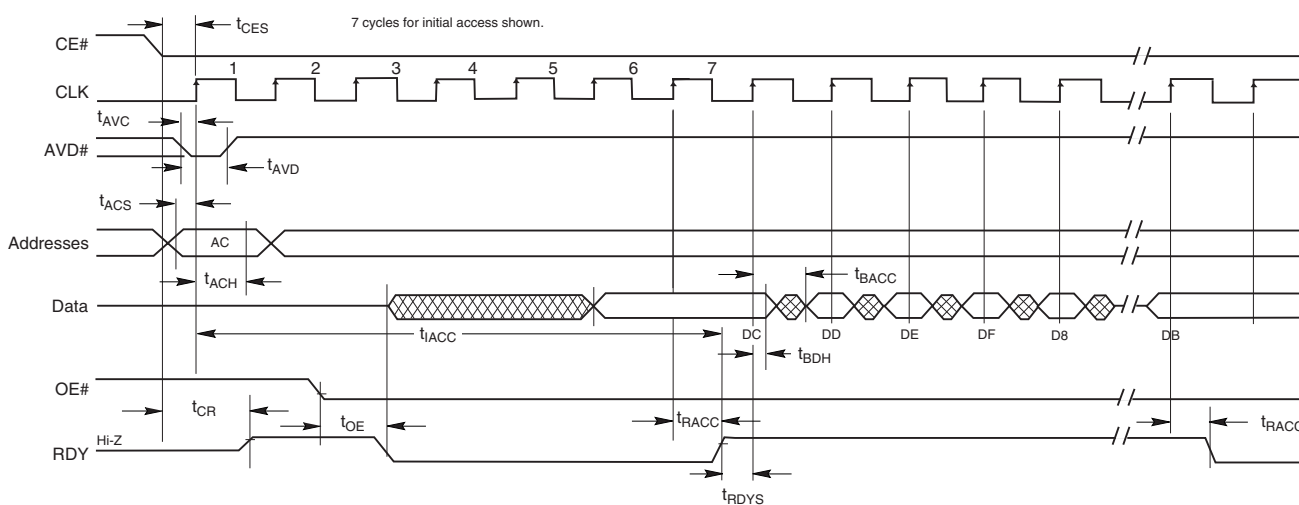 tCES
7 cycles for initial access shown.
CE#
1 2 3 4 5 6 7
CLK
tAVC
AVD#
tAVD
tACS
Addresses
AC
tACH
tBACC
Data
tIACC
DC DD DE DF D8 DB
tBDH
OE#
tCR
tOE
tRACC
tRACC
Hi-Z
RDY
tRDYS